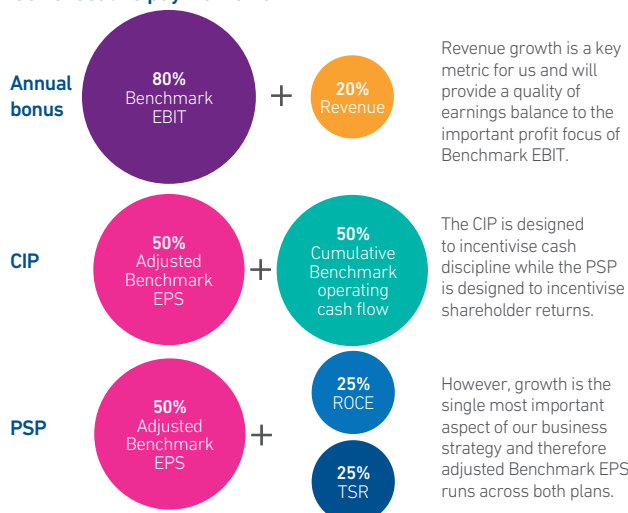 Annual
bonus
80%
Benchmark
EBIT
+
20%
Revenue
Revenue growth is a key
metric for us and will
provide a quality of
earnings balance to the
important profit focus of
Benchmark EBIT.
CIP
50%
Adjusted
Benchmark
EPS
+
50%
Cumulative
Benchmark
operating
cash flow
The CIP is designed
to incentivise cash
discipline while the PSP
is designed to incentivise
shareholder returns.
PSP
50%
Adjusted
Benchmark
EPS
+
25%
ROCE
25%
TSR
However, growth is the
single most important
aspect of our business
strategy and therefore
adjusted Benchmark EPS
runs across both plans.